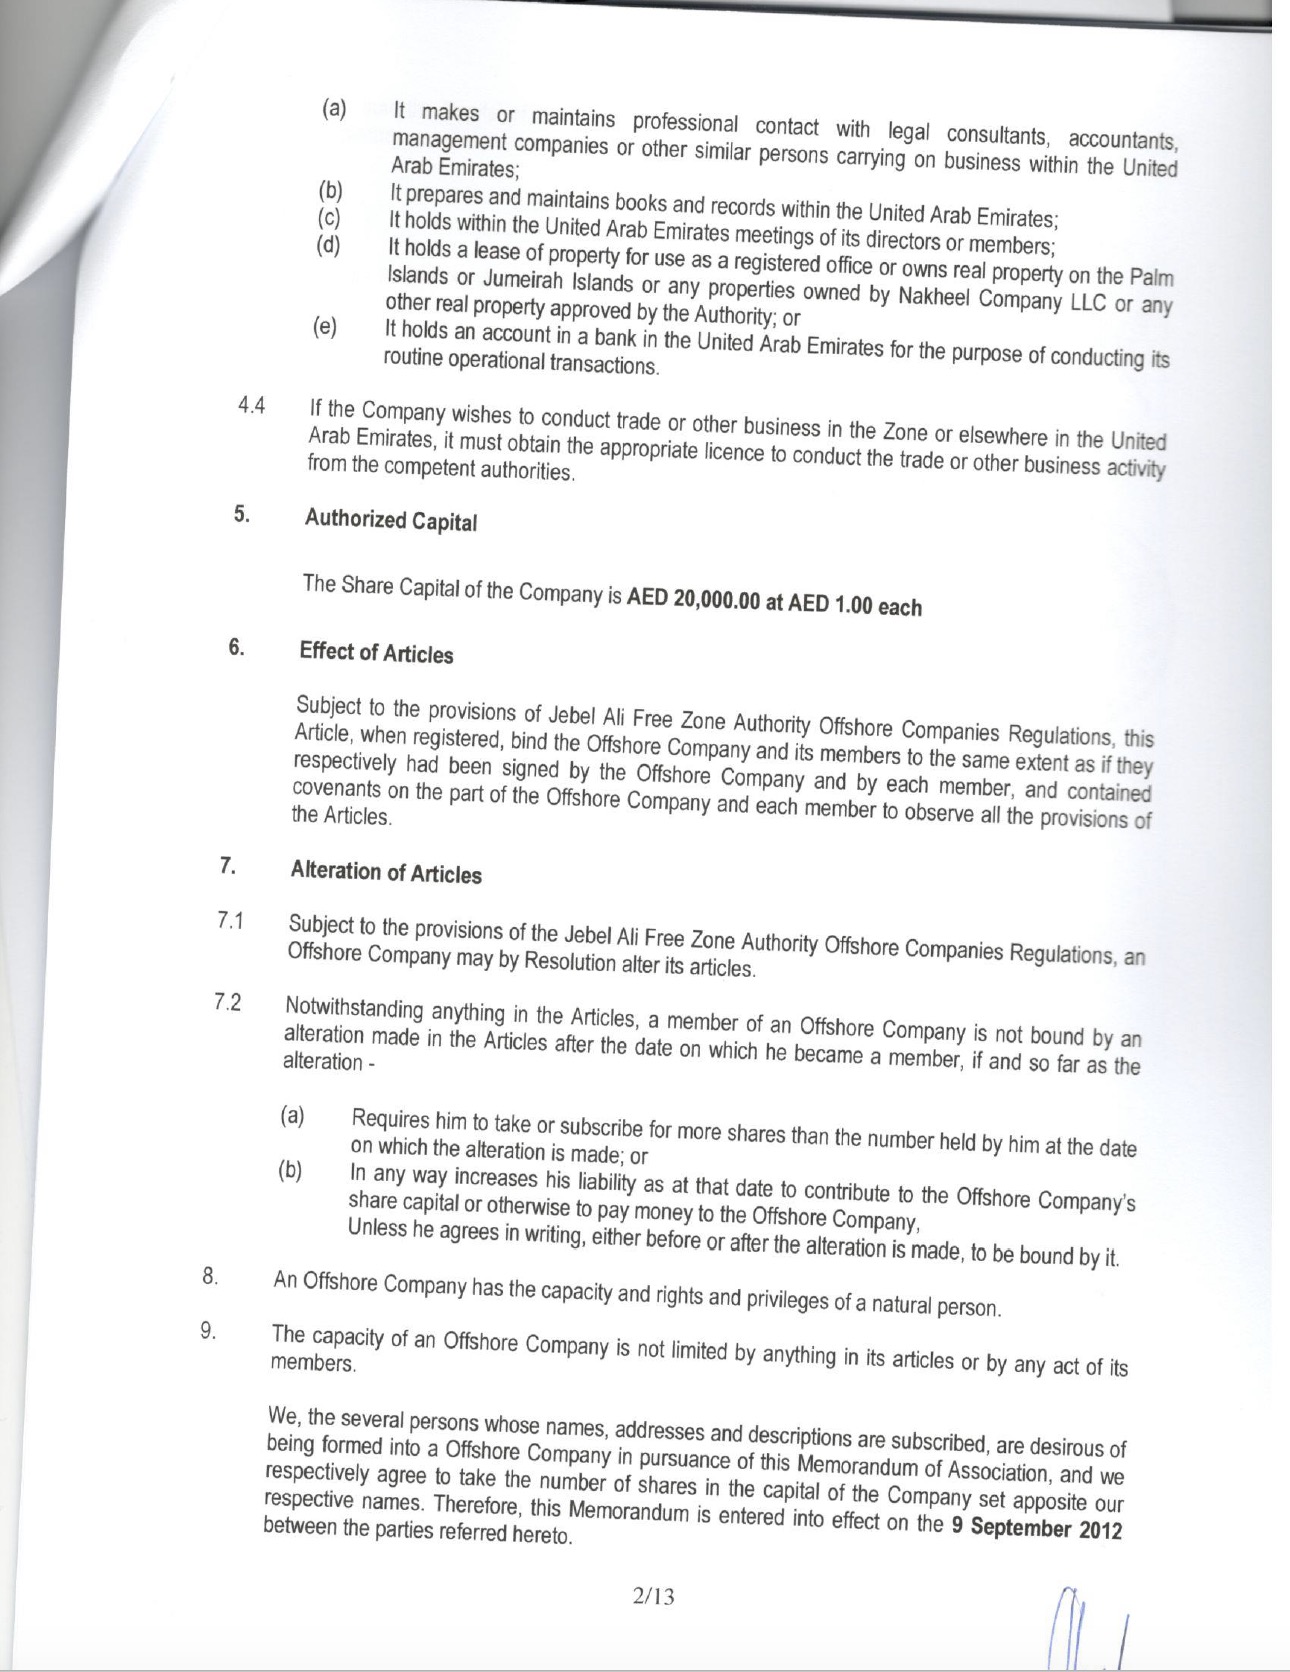 (a) It makes or maintains professional contact with legal consultants, accountants,
management companies or other similar persons carrying on business within the United
Arab Emirates;
(b) It prepares and maintains books and records within the United Arab Emirates;
(c) It holds within the United Arab Emirates meetings of its directors or members;
(d) It holds a lease of property for use as a registered office or owns real property on the Palm
Islands or Jumeirah Islands or any properties owned by Nakheel Company LLC or any
other real property approved by the Authority; or
(e) It holds an account in a bank in the United Arab Emirates for the purpose of conducting its
routine operational transactions.
4.4 If the Company wishes to conduct trade or other business in the Zone or elsewhere in the United
Arab Emirates, it must obtain the appropriate licence to conduct the trade or other business activity
from the competent authorities.
5. Authorized Capital
The Share Capital of the Company is AED 20,000.00 at AED 1.00 each
6. Effect of Articles
Subject to the provisions of Jebel Ali Free Zone Authority Offshore Companies Regulations, this
Article, when registered, bind the Offshore Company and its members to the same extent as if they
respectively had been signed by the Offshore Company and by each member, and contained
covenants on the part of the Offshore Company and each member to observe all the provisions of
the Articles.
7. Alteration of Articles
7.1 Subject to the provisions of the Jebel Ali Free Zone Authority Offshore Companies Regulations, an
Offshore Company may by Resolution alter its articles.
7.2 Notwithstanding anything in the Articles, a member of an Offshore Company is not bound by an
alteration made in the Articles after the date on which he became a member, if and so far as the
alteration -
(a) Requires him to take or subscribe for more shares than the number held by him at the date
on which the alteration is made; or
(b) In any way increases his liability as at that date to contribute to the Offshore Company's
share capital or otherwise to pay money to the Offshore Company,
Unless he agrees in writing, either before or after the alteration is made, to be bound by it.
8. An Offshore Company has the capacity and rights and privileges of a natural person.
9. The capacity of an Offshore Company is not limited by anything in its articles or by any act of its
members.
We, the several persons whose names, addresses and descriptions are subscribed, are desirous of
being formed into a Offshore Company in pursuance of this Memorandum of Association, and we
respectively agree to take the number of shares in the capital of the Company set apposite our
respective names. Therefore, this Memorandum is entered into effect on the 9 September 2012
between the parties referred hereto.
2/13